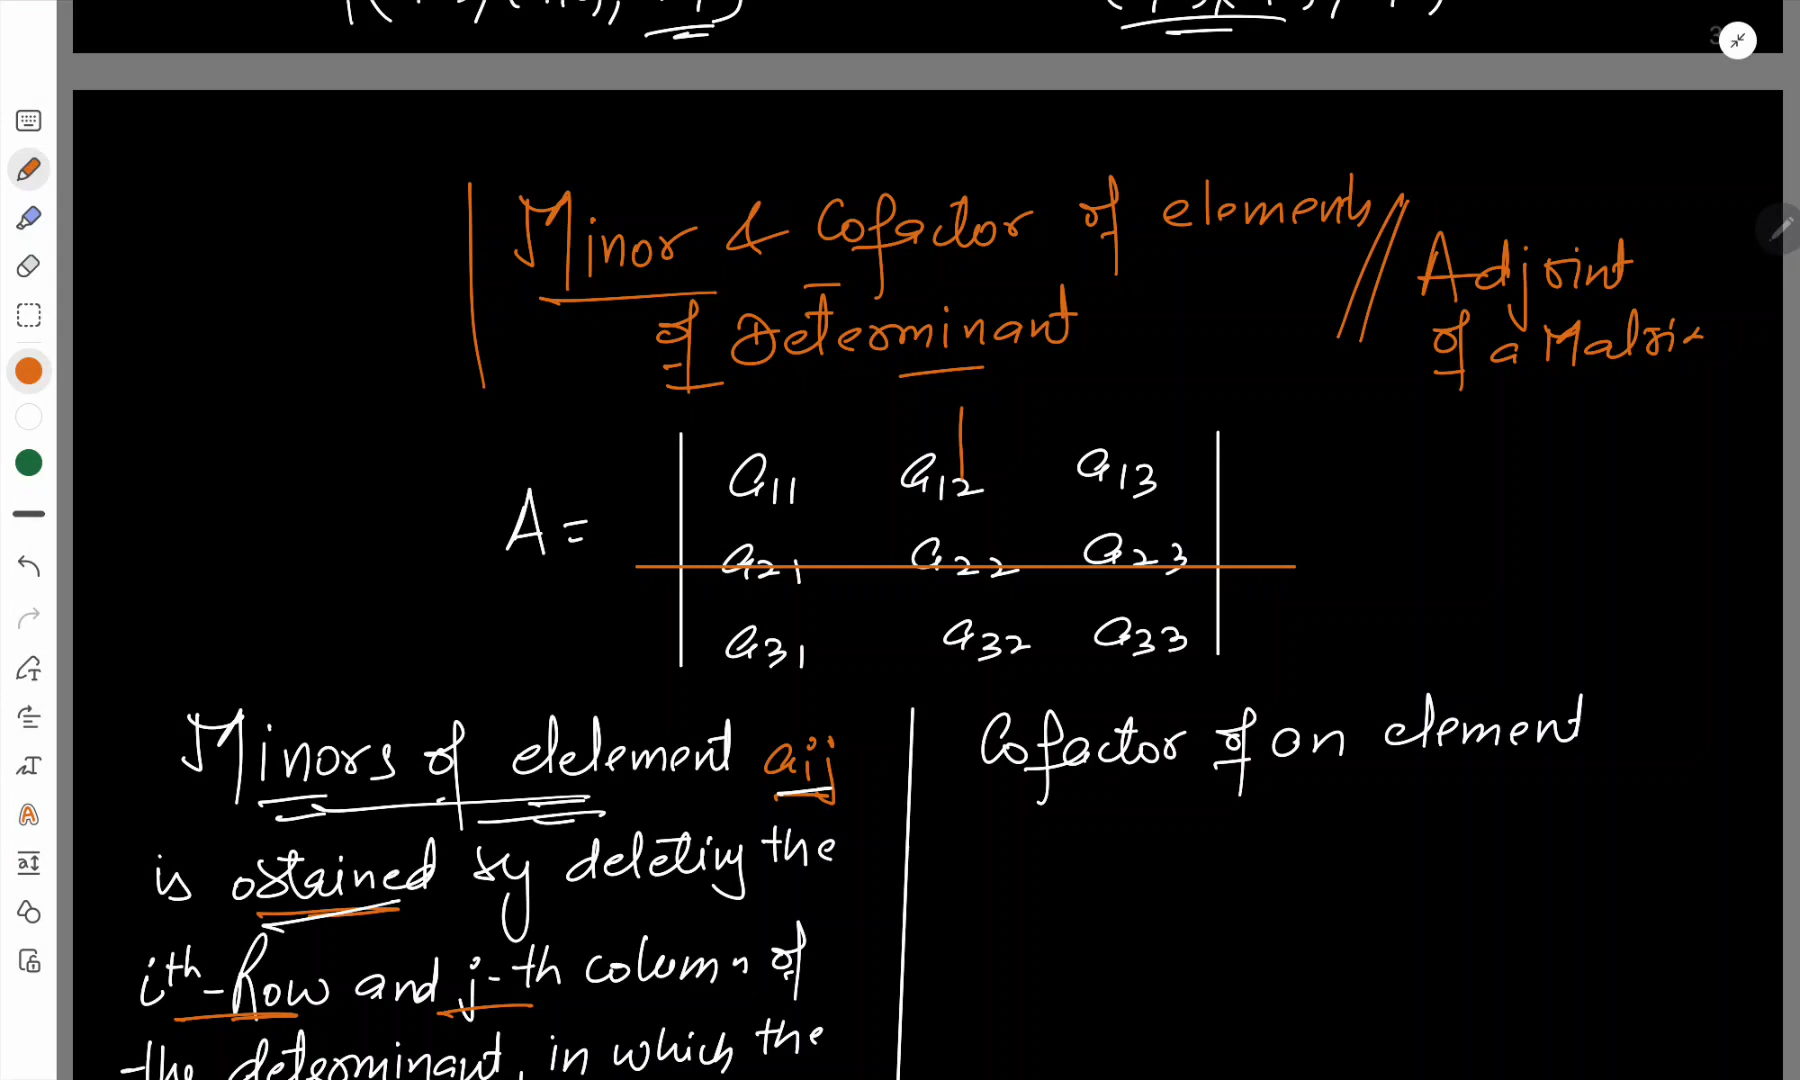 Minor & Cofactor of elements // Adjoint
of Determinant
of a Matrix
A = | a11 a12 a13 |
| a21 a22 a23 |
| a31 a32 a33 |
Minors of elelement aij
is obtained by deleting the
ith-Row and j-th column of
the determinant, in which the
Cofactor of an element